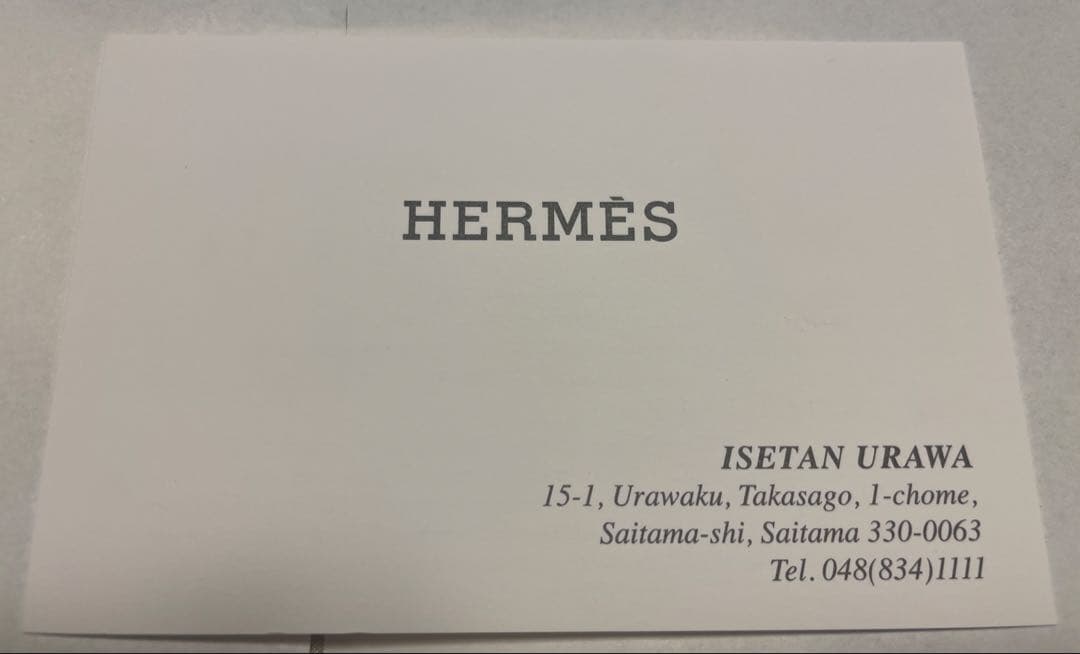 HERMÈS
ISETAN URAWA
15-1, Urawaku, Takasago, 1-chome,
Saitama-shi, Saitama 330-0063
Tel. 048(834)1111